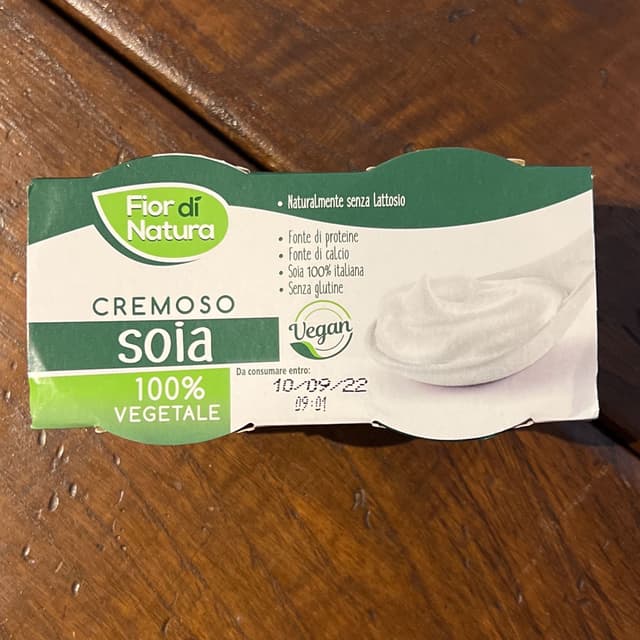 Fior di
Natura
• Naturalmente senza lattosio
• Fonte di proteine
• Fonte di calcio
• Soia 100% italiana
• Senza glutine
CREMOSO
soia
Vegan
100%
VEGETALE
Da consumare entro:
10/09/22
09:01